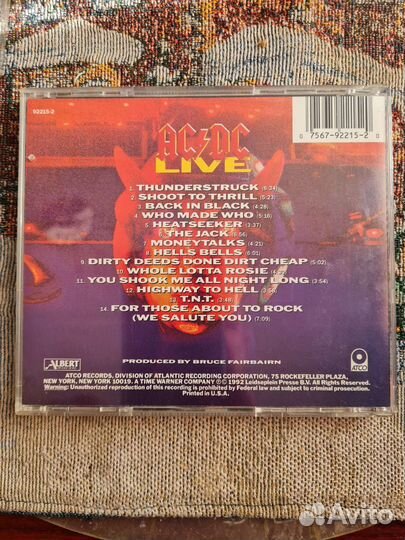 92215-2
0 7567-92215-2 0
AC/DC
LIVE
1. THUNDERSTRUCK (6:34)
2. SHOOT TO THRILL (5:23)
3. BACK IN BLACK (4:28)
4. WHO MADE WHO (5:16)
5. HEATSEEKER (3:37)
6. THE JACK (6:56)
7. MONEYTALKS (4:21)
8. HELLS BELLS (6:01)
9. DIRTY DEEDS DONE DIRT CHEAP (5:02)
10. WHOLE LOTTA ROSIE (4:36)
11. YOU SHOOK ME ALL NIGHT LONG (3:54)
12. HIGHWAY TO HELL (3:58)
13. T.N.T. (3:48)
14. FOR THOSE ABOUT TO ROCK
(WE SALUTE YOU) (7:09)
PRODUCED BY BRUCE FAIRBAIRN
ALBERT
ATCO
ATCO RECORDS, DIVISION OF ATLANTIC RECORDING CORPORATION, 75 ROCKEFELLER PLAZA,
NEW YORK, NEW YORK 10019. A TIME WARNER COMPANY ℗© 1992 Leidseplein Presse B.V. All Rights Reserved.
Warning: Unauthorized reproduction of this recording is prohibited by Federal law and subject to criminal prosecution.
Printed in U.S.A.
Avito